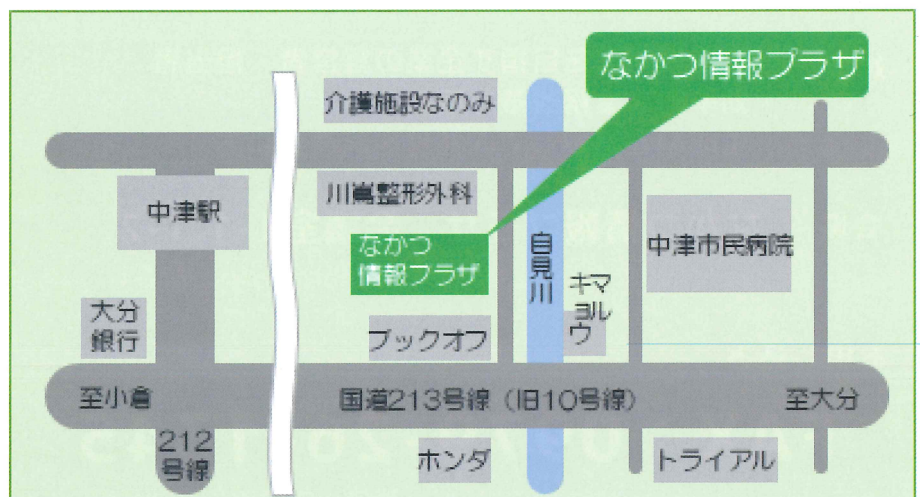 なかつ情報プラザ
介護施設なのみ
川嶌整形外科
中津駅
なかつ
情報プラザ
自見川
中津市民病院
マルキョウ
大分
銀行
ブックオフ
至小倉
国道213号線（旧10号線）
至大分
212
号線
ホンダ
トライアル